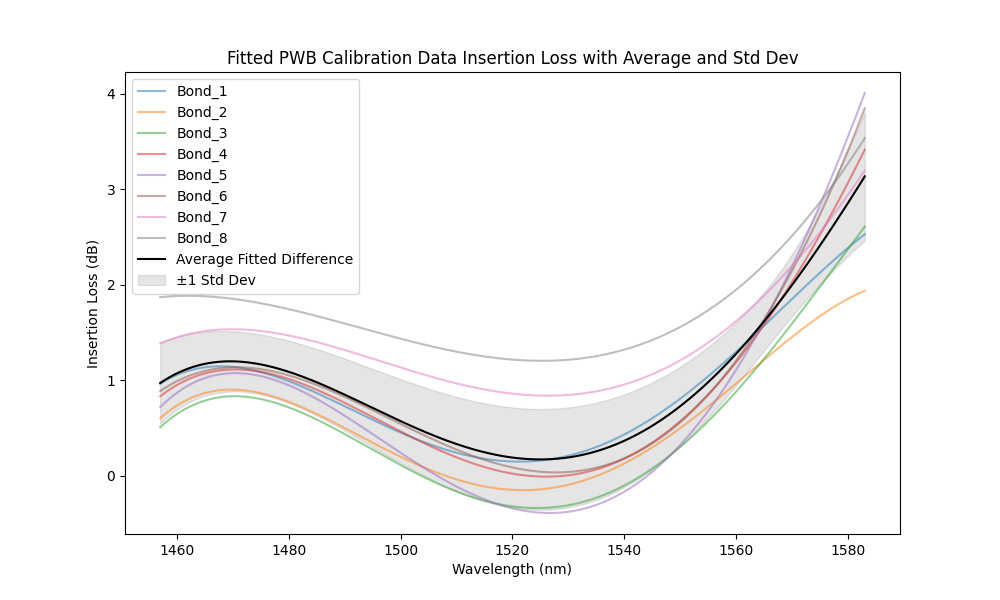 Fitted PWB Calibration Data Insertion Loss with Average and Std Dev
Bond_1
Bond_2
Bond_3
Bond_4
Bond_5
Bond_6
Bond_7
Bond_8
Average Fitted Difference
±1 Std Dev
Insertion Loss (dB)
4
3
2
1
0
1460 1480 1500 1520 1540 1560 1580
Wavelength (nm)